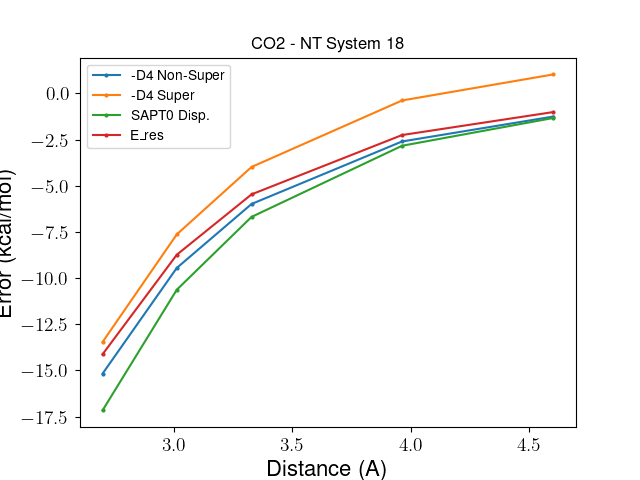 CO2 - NT System 18
-D4 Non-Super
-D4 Super
SAPT0 Disp.
E_res
Error (kcal/mol)
0.0
−2.5
−5.0
−7.5
−10.0
−12.5
−15.0
−17.5
3.0 3.5 4.0 4.5
Distance (A)